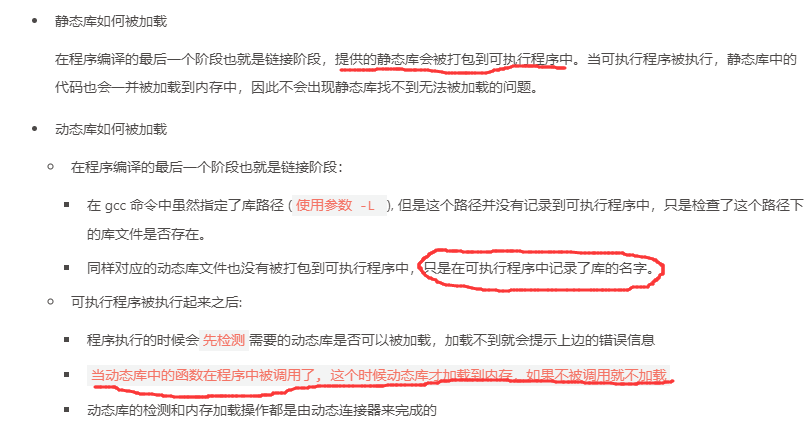 静态库如何被加载
在程序编译的最后一个阶段也就是链接阶段，提供的静态库会被打包到可执行程序中。当可执行程序被执行，静态库中的
代码也会一并被加载到内存中，因此不会出现静态库找不到无法被加载的问题。
动态库如何被加载
在程序编译的最后一个阶段也就是链接阶段：
在 gcc 命令中虽然指定了库路径 ( 使用参数 -L ), 但是这个路径并没有记录到可执行程序中，只是检查了这个路径下
的库文件是否存在。
同样对应的动态库文件也没有被打包到可执行程序中，只是在可执行程序中记录了库的名字。
可执行程序被执行起来之后:
程序执行的时候会 先检测 需要的动态库是否可以被加载，加载不到就会提示上边的错误信息
当动态库中的函数在程序中被调用了，这个时候动态库才加载到内存，如果不被调用就不加载
动态库的检测和内存加载操作都是由动态连接器来完成的